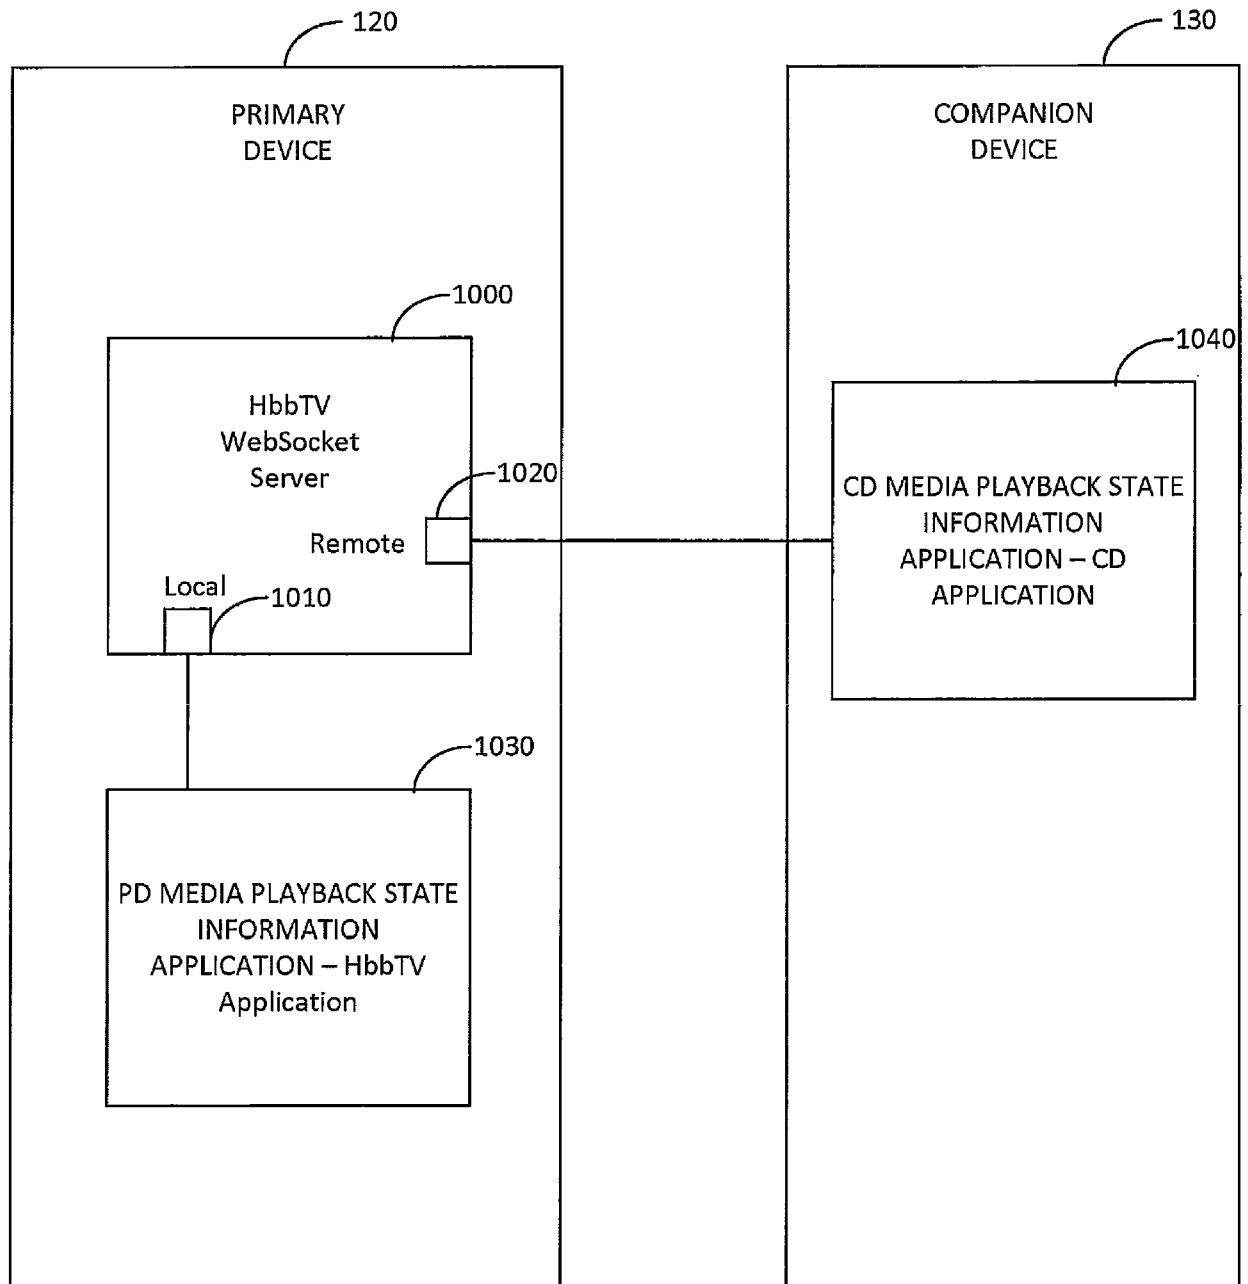 120
PRIMARY
DEVICE
1000
HbbTV
WebSocket
Server
1020
Remote
Local
1010
1030
PD MEDIA PLAYBACK STATE
INFORMATION
APPLICATION – HbbTV
Application
130
COMPANION
DEVICE
1040
CD MEDIA PLAYBACK STATE
INFORMATION
APPLICATION – CD
APPLICATION